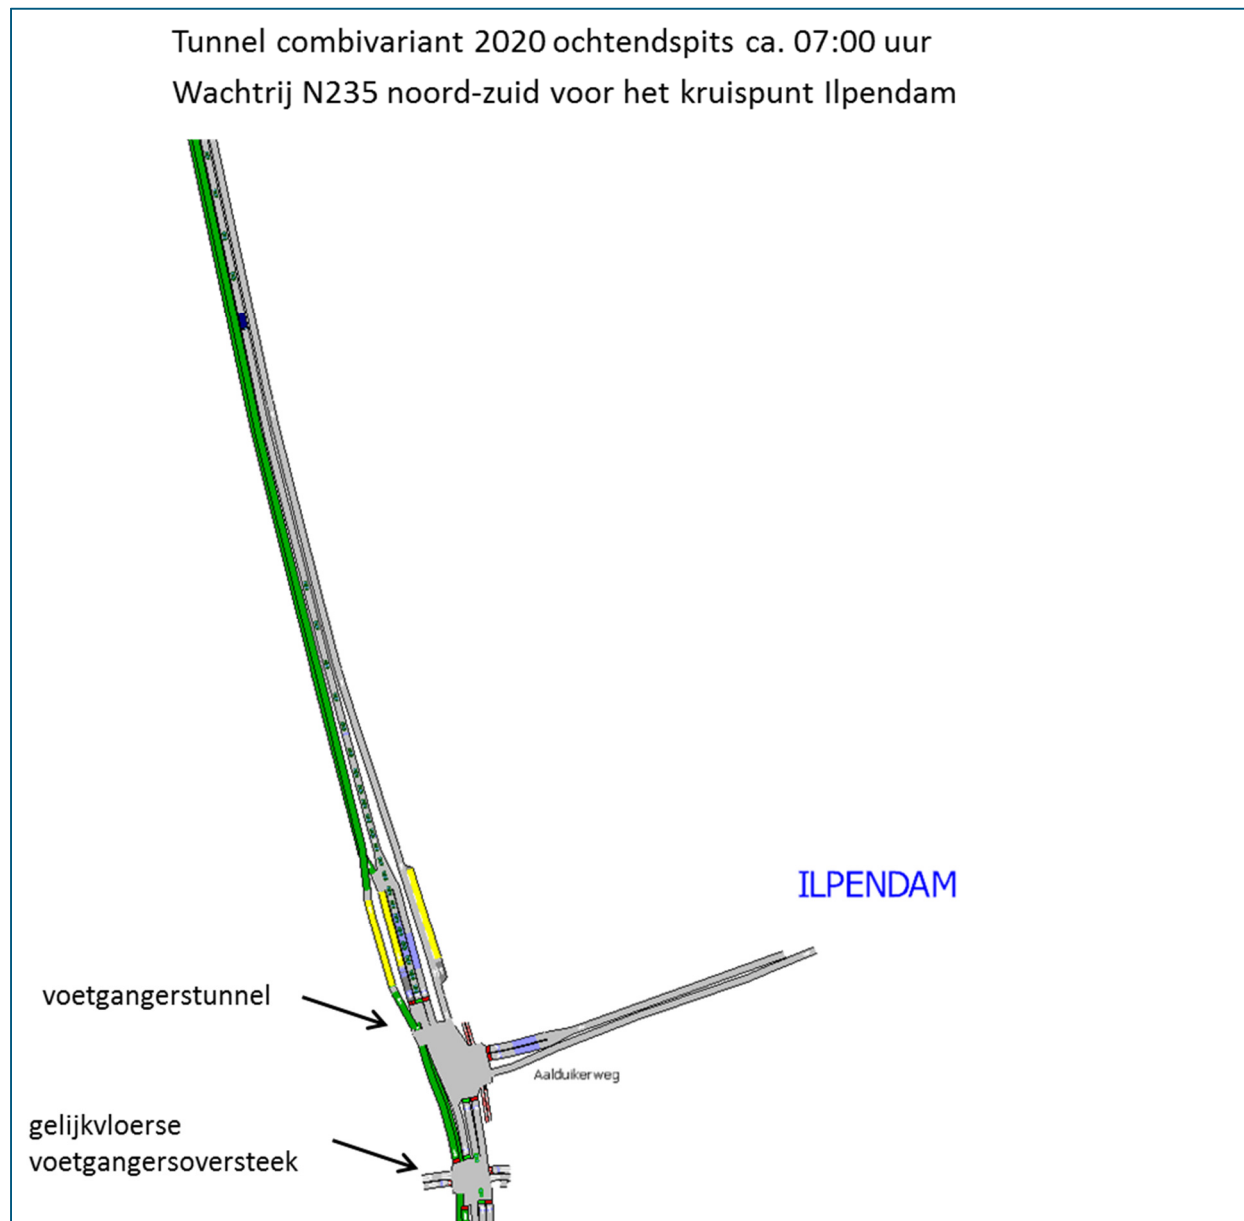 Tunnel combivariant 2020 ochtendspits ca. 07:00 uur
Wachtrij N235 noord-zuid voor het kruispunt Ilpendam
ILPENDAM
voetgangerstunnel
Aalduikerweg
gelijkvloerse
voetgangersoversteek